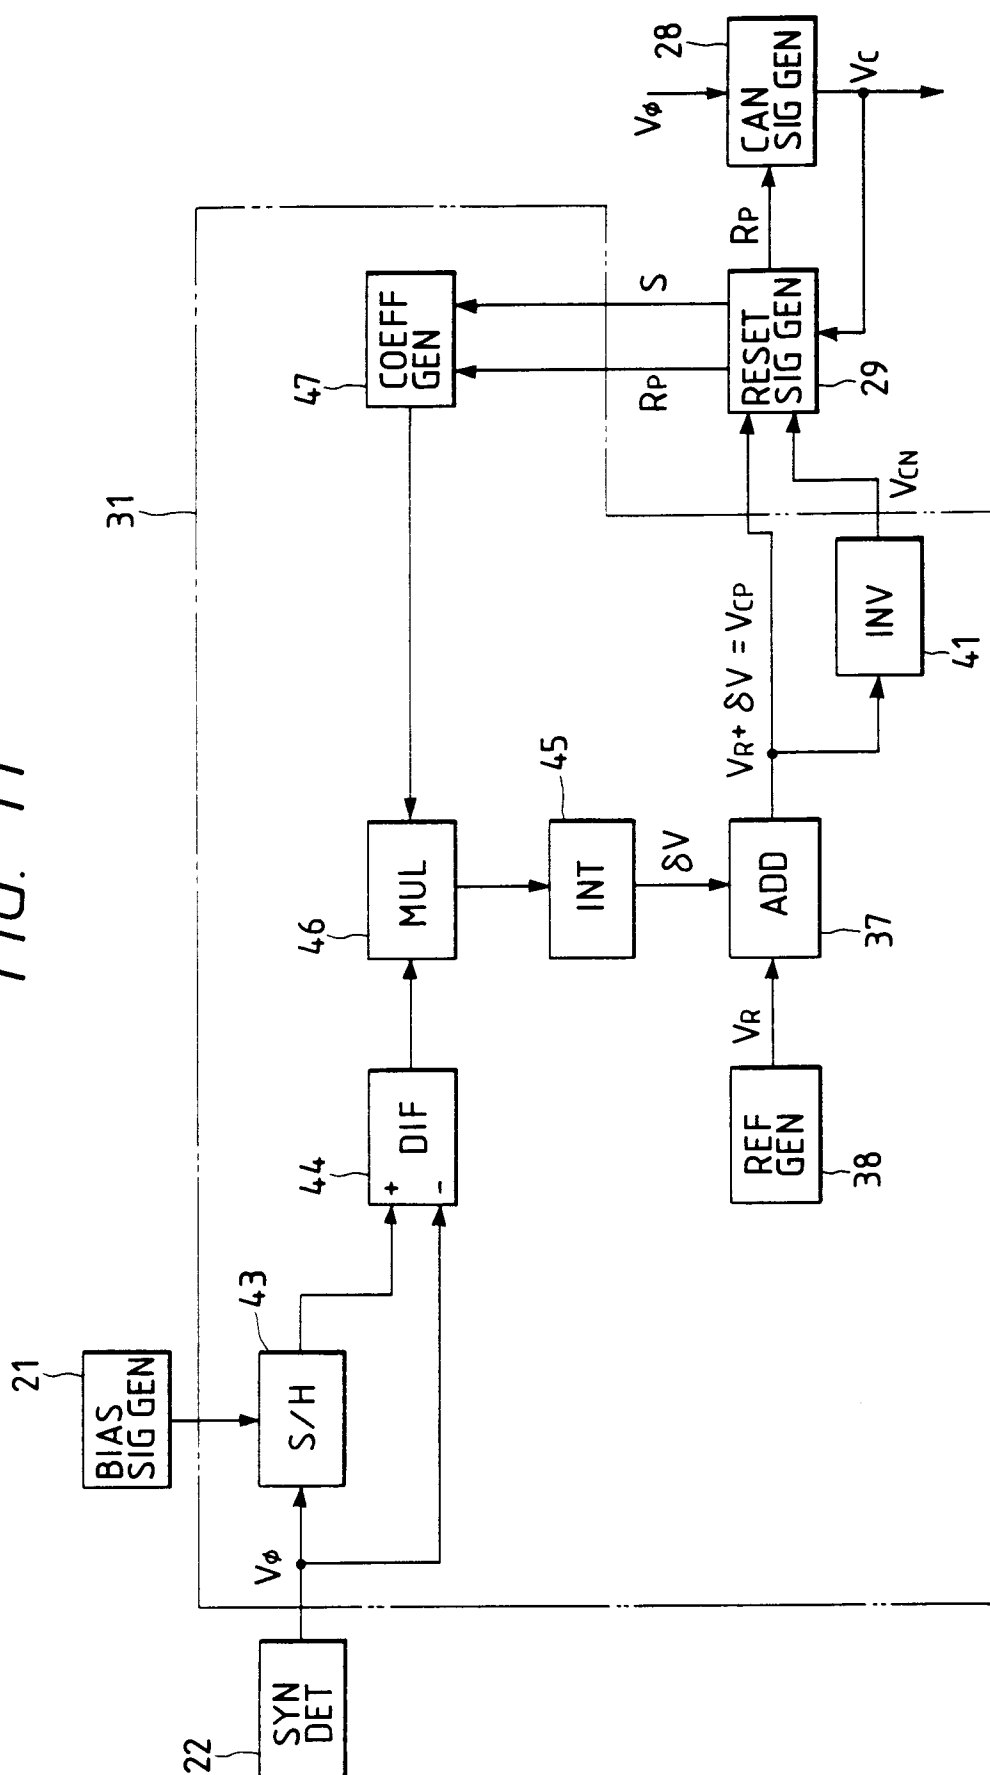 FIG. 11
22
SYN
DET
Vφ
21
BIAS
SIG GEN
43
S/H
44
+
-
DIF
46
MUL
47
COEFF
GEN
31
45
INT
δV
38
REF
GEN
VR
37
ADD
VR + δV = VCP
41
INV
VCN
RP
S
29
RESET
SIG GEN
RP
Vφ
28
CAN
SIG GEN
VC